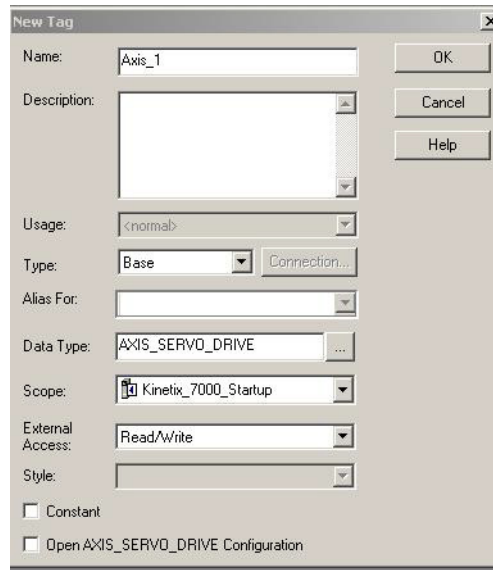 New Tag
Name: Axis_1
OK
Description:
Cancel
Help
Usage: <normal>
Type: Base Connection...
Alias For:
Data Type: AXIS_SERVO_DRIVE ...
Scope: Kinetix_7000_Startup
External
Access: Read/Write
Style:
Constant
Open AXIS_SERVO_DRIVE Configuration